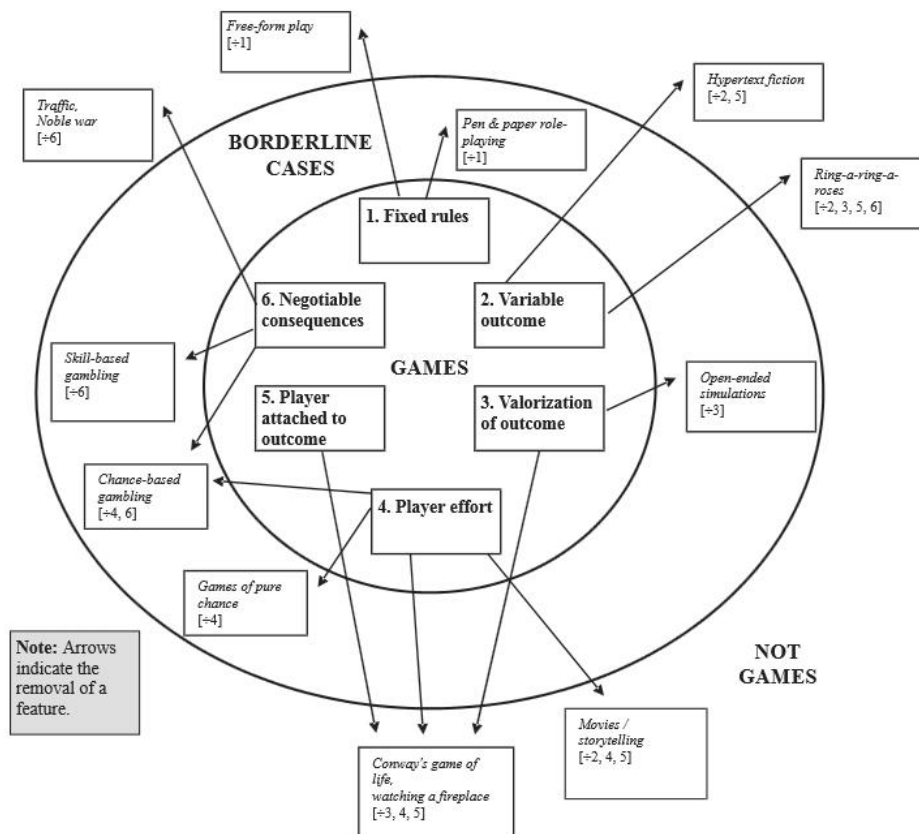 Free-form play
[÷1]
Traffic,
Noble war
[÷6]
Hypertext fiction
[÷2, 5]
BORDERLINE
CASES
Pen & paper role-
playing
[÷1]
Ring-a-ring-a-
roses
[÷2, 3, 5, 6]
1. Fixed rules
6. Negotiable
consequences
2. Variable
outcome
GAMES
Skill-based
gambling
[÷6]
5. Player
attached to
outcome
3. Valorization
of outcome
Open-ended
simulations
[÷3]
Chance-based
gambling
[÷4, 6]
4. Player effort
Games of pure
chance
[÷4]
Note: Arrows
indicate the
removal of a
feature.
NOT
GAMES
Movies /
storytelling
[÷2, 4, 5]
Conway's game of
life,
watching a fireplace
[÷3, 4, 5]